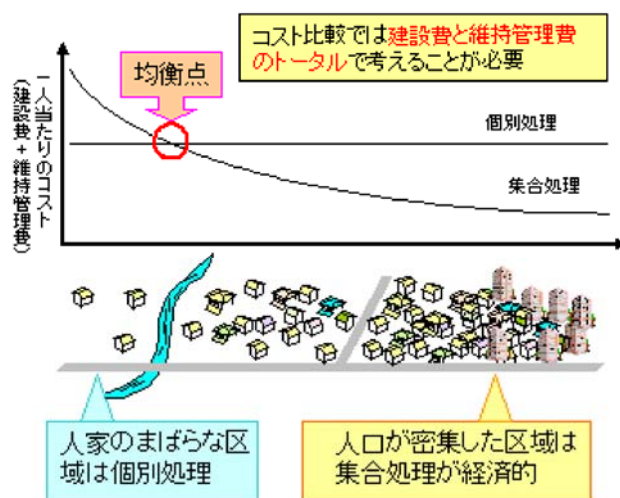 コスト比較では建設費と維持管理費
のトータルで考えることが必要
均衡点
一人当たりのコスト
(建設費+維持管理費)
個別処理
集合処理
人家のまばらな区
域は個別処理
人口が密集した区域は
集合処理が経済的